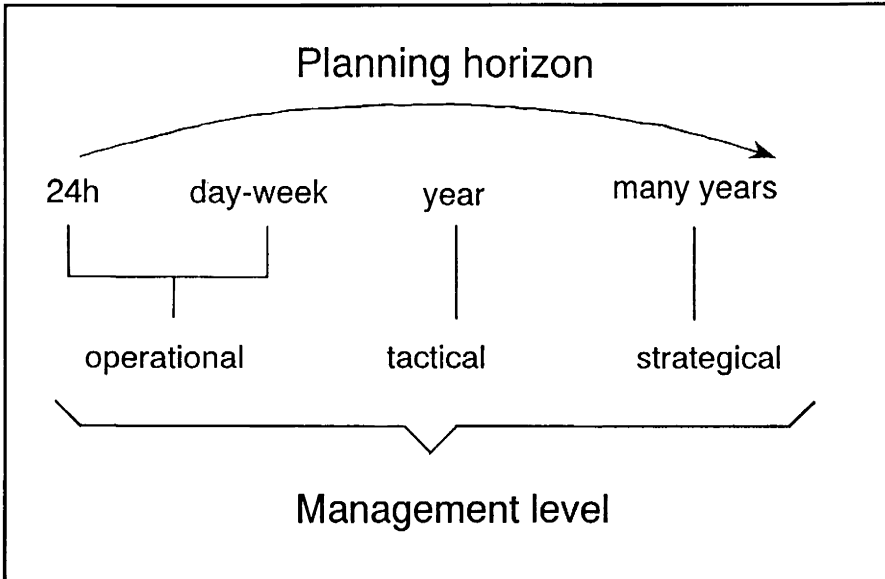 Planning horizon
24h day-week year many years
operational tactical strategical
Management level